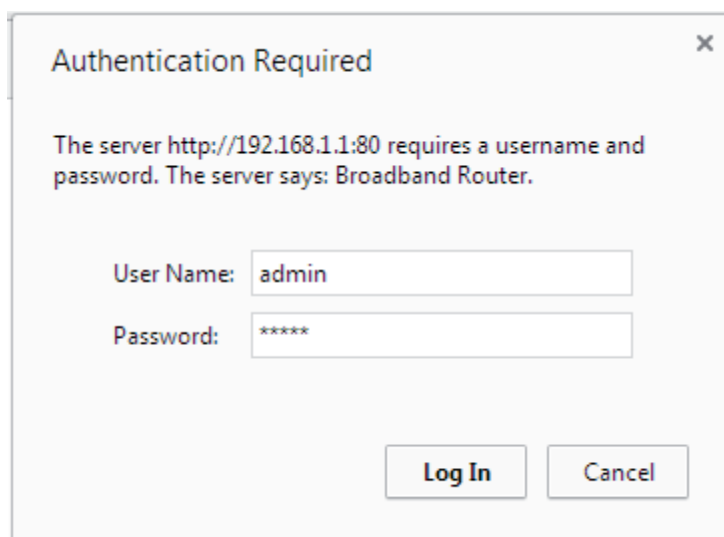 Authentication Required
The server http://192.168.1.1:80 requires a username and
password. The server says: Broadband Router.
User Name: admin
Password: *****
Log In Cancel